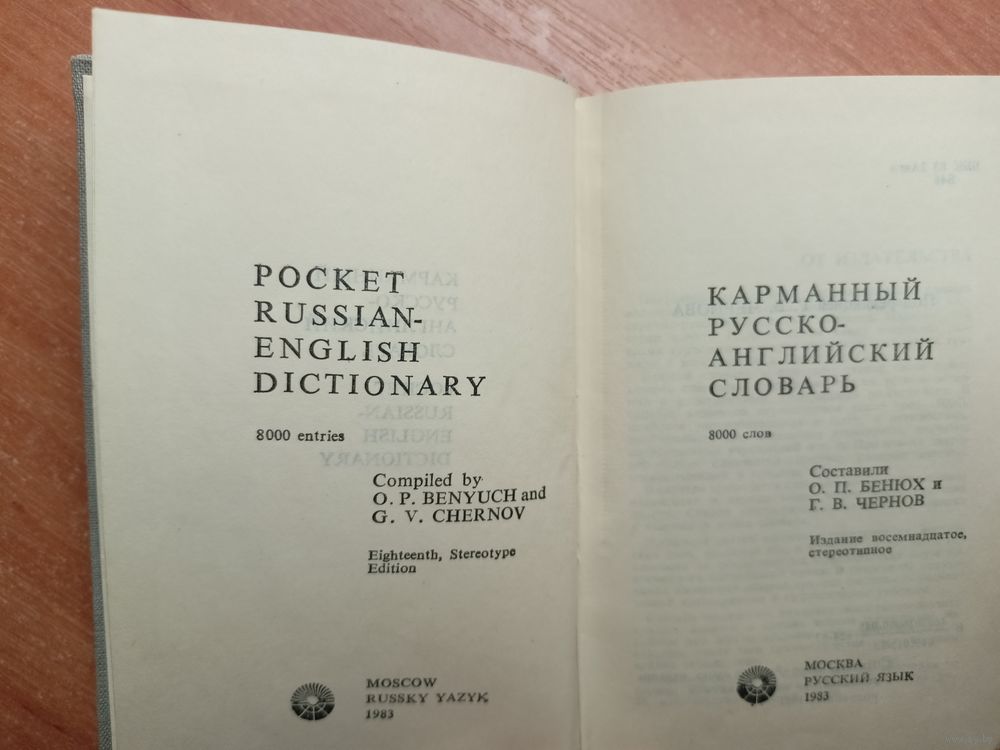 POCKET
RUSSIAN-
ENGLISH
DICTIONARY
8000 entries
Compiled by
O. P. BENYUCH and
G. V. CHERNOV
Eighteenth, Stereotype
Edition
MOSCOW
RUSSKY YAZYK
1983
КАРМАННЫЙ
РУССКО-
АНГЛИЙСКИЙ
СЛОВАРЬ
8000 слов
Составили
О. П. БЕНЮХ и
Г. В. ЧЕРНОВ
Издание восемнадцатое,
стереотипное
МОСКВА
РУССКИЙ ЯЗЫК
1983